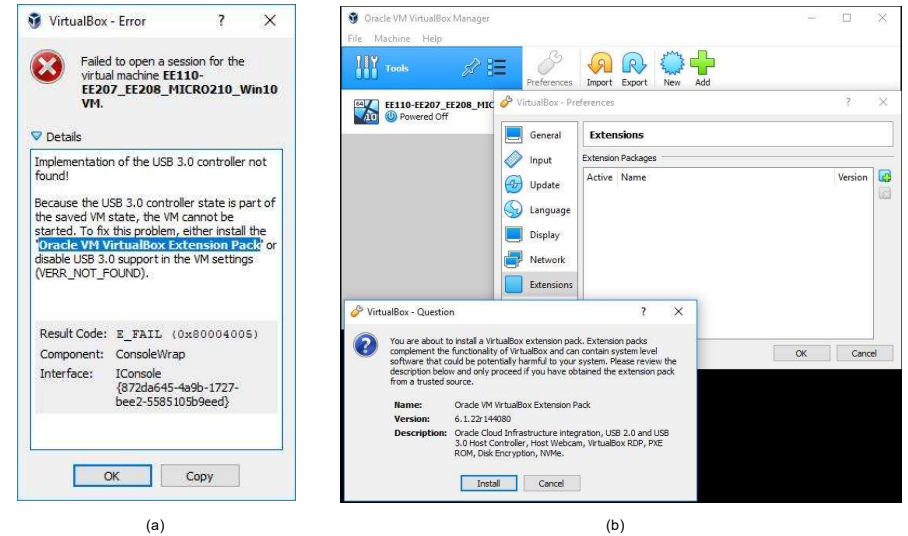 VirtualBox - Error ? ×
Failed to open a session for the
virtual machine EE110-
EE207_EE208_MICRO210_Win10
VM.
Details
Implementation of the USB 3.0 controller not
found!
Because the USB 3.0 controller state is part of
the saved VM state, the VM cannot be
started. To fix this problem, either install the
'Oracle VM VirtualBox Extension Pack' or
disable USB 3.0 support in the VM settings
(VERR_NOT_FOUND).
Result Code: E_FAIL (0x80004005)
Component: ConsoleWrap
Interface: IConsole
{872da645-4a9b-1727-
bee2-5585105b9eed}
OK Copy
(a)
Oracle VM VirtualBox Manager
File Machine Help
Tools
Preferences Import Export New Add
64 10 EE110-EE207_EE208_MIC
Powered Off
VirtualBox - Preferences ? ×
General
Input
Update
Language
Display
Network
Extensions
Extensions
Extension Packages
Active Name Version
OK Cancel
VirtualBox - Question ? ×
You are about to install a VirtualBox extension pack. Extension packs
complement the functionality of VirtualBox and can contain system level
software that could be potentially harmful to your system. Please review the
description below and only proceed if you have obtained the extension pack
from a trusted source.
Name: Oracle VM VirtualBox Extension Pack
Version: 6.1.22r144080
Description: Oracle Cloud Infrastructure integration, USB 2.0 and USB
3.0 Host Controller, Host Webcam, VirtualBox RDP, PXE
ROM, Disk Encryption, NVMe.
Install Cancel
(b)